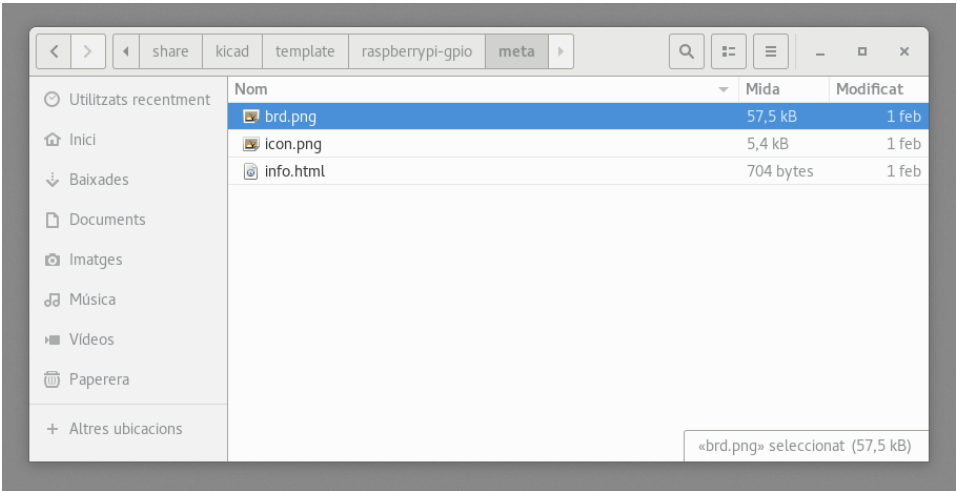 share kicad template raspberrypi-gpio meta
Nom Mida Modificat
Utilitzats recentment
brd.png 57,5 kB 1 feb
Inici
icon.png 5,4 kB 1 feb
info.html 704 bytes 1 feb
Baixades
Documents
Imatges
Música
Vídeos
Paperera
Altres ubicacions
«brd.png» seleccionat (57,5 kB)